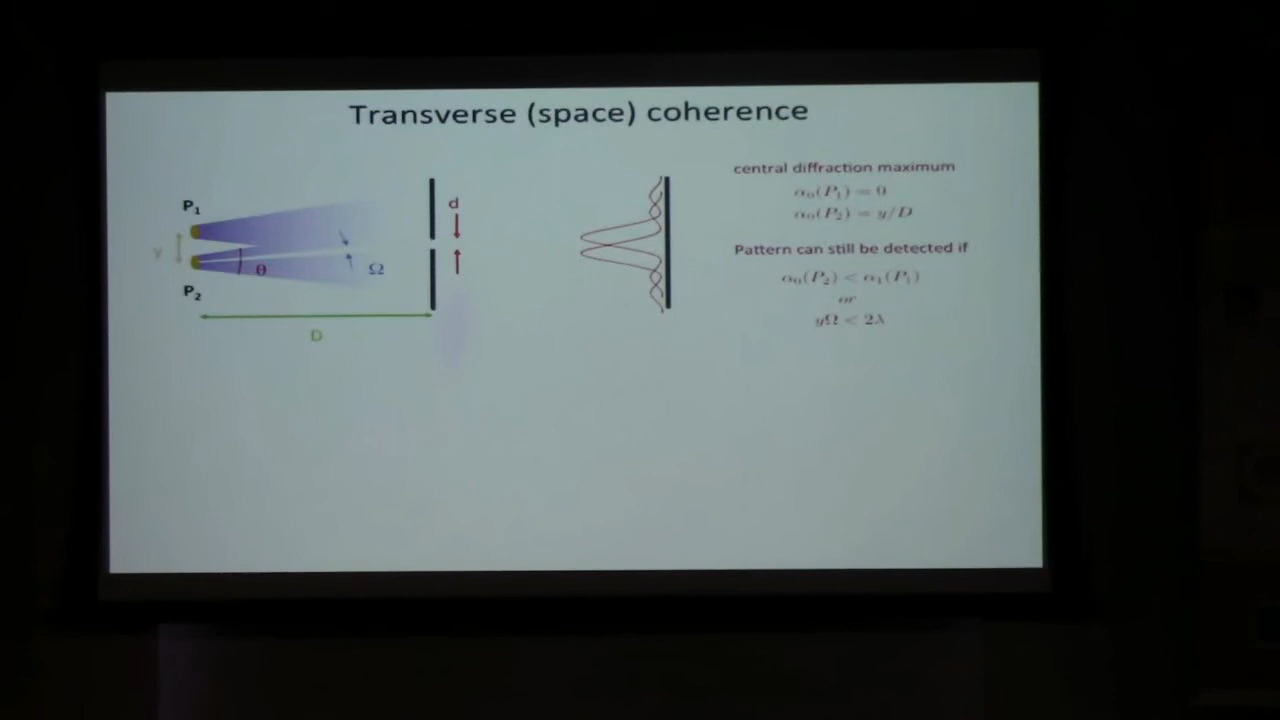 Transverse (space) coherence
P₁
y
P₂
θ
Ω
D
d
central diffraction maximum
α₀(P₁) = 0
α₀(P₂) = y/D
Pattern can still be detected if
α₀(P₂) < α₁(P₁)
or
yΩ < 2λ